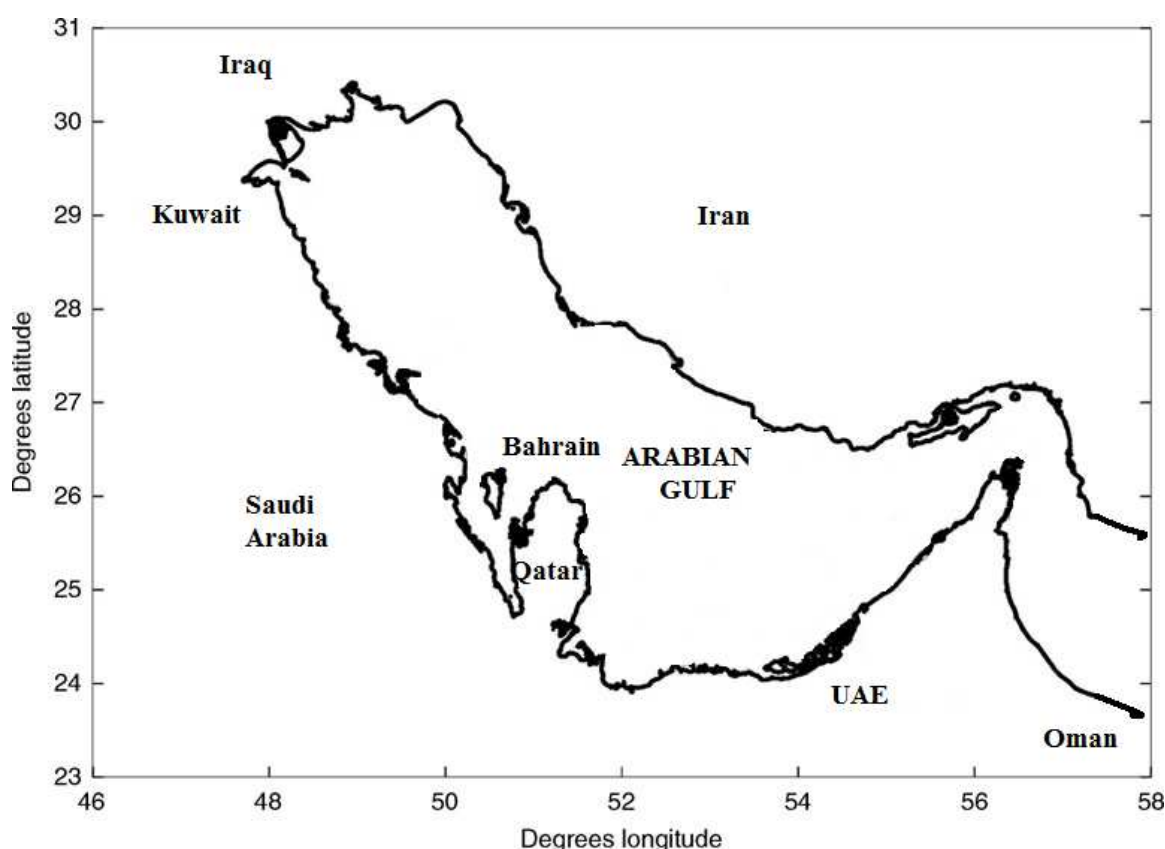 31
Iraq
30
Kuwait
29
Iran
28
27
Bahrain
ARABIAN
GULF
26
Saudi
Arabia
Qatar
25
24
UAE
Oman
23
46
48
50
52
54
56
58
Degrees latitude
Degrees longitude